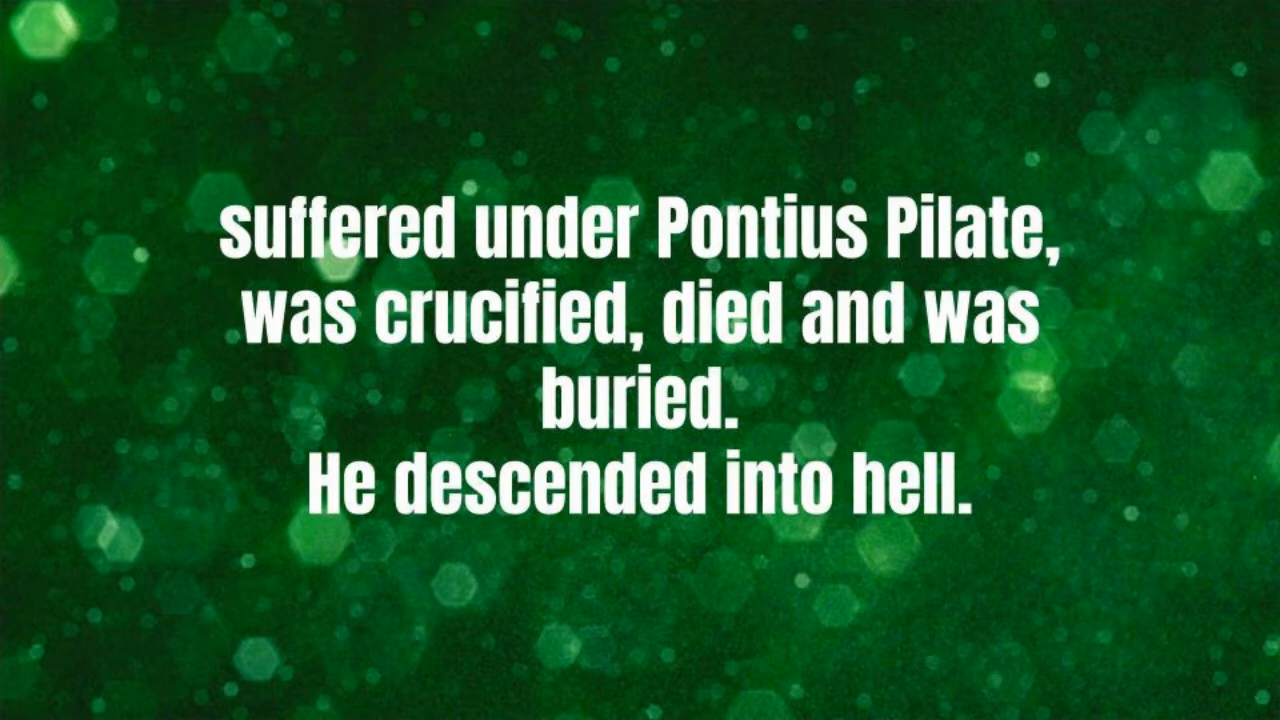 suffered under Pontius Pilate,
was crucified, died and was
buried.
He descended into hell.